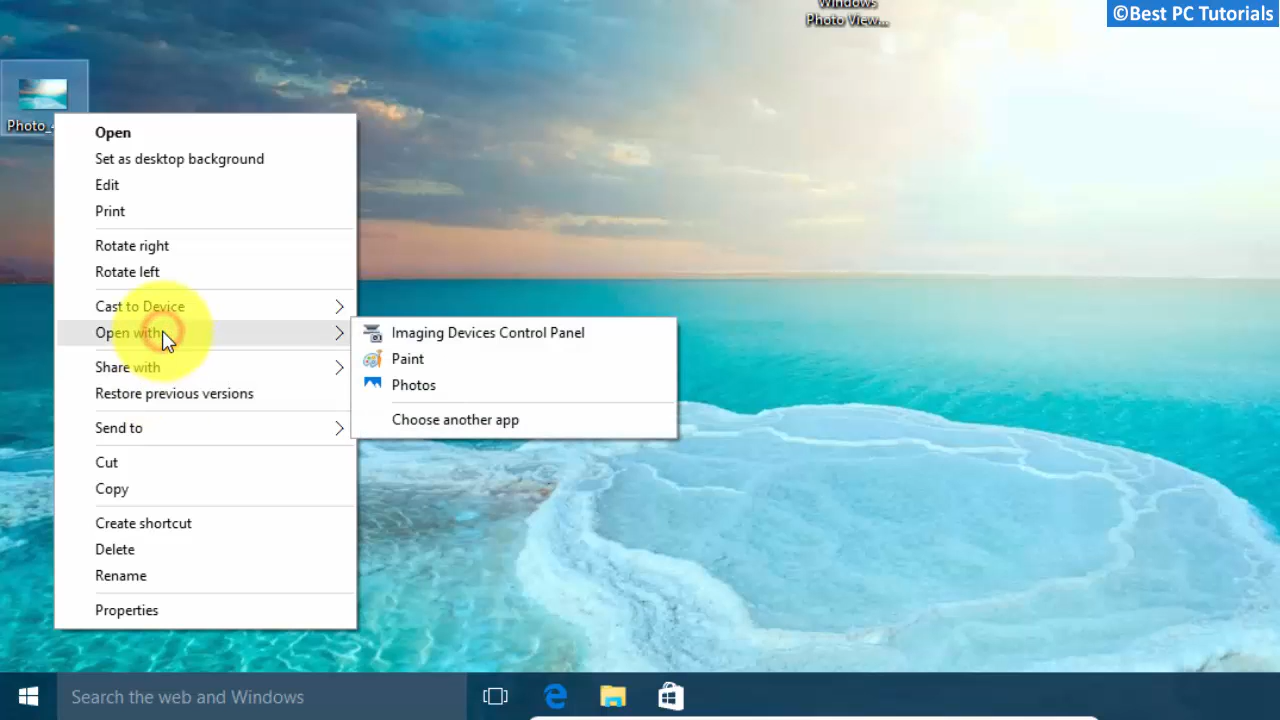 Windows
Photo View...
©Best PC Tutorials
Photo_
Open
Set as desktop background
Edit
Print
Rotate right
Rotate left
Cast to Device
Open with
Share with
Restore previous versions
Send to
Cut
Copy
Create shortcut
Delete
Rename
Properties
Imaging Devices Control Panel
Paint
Photos
Choose another app
Search the web and Windows